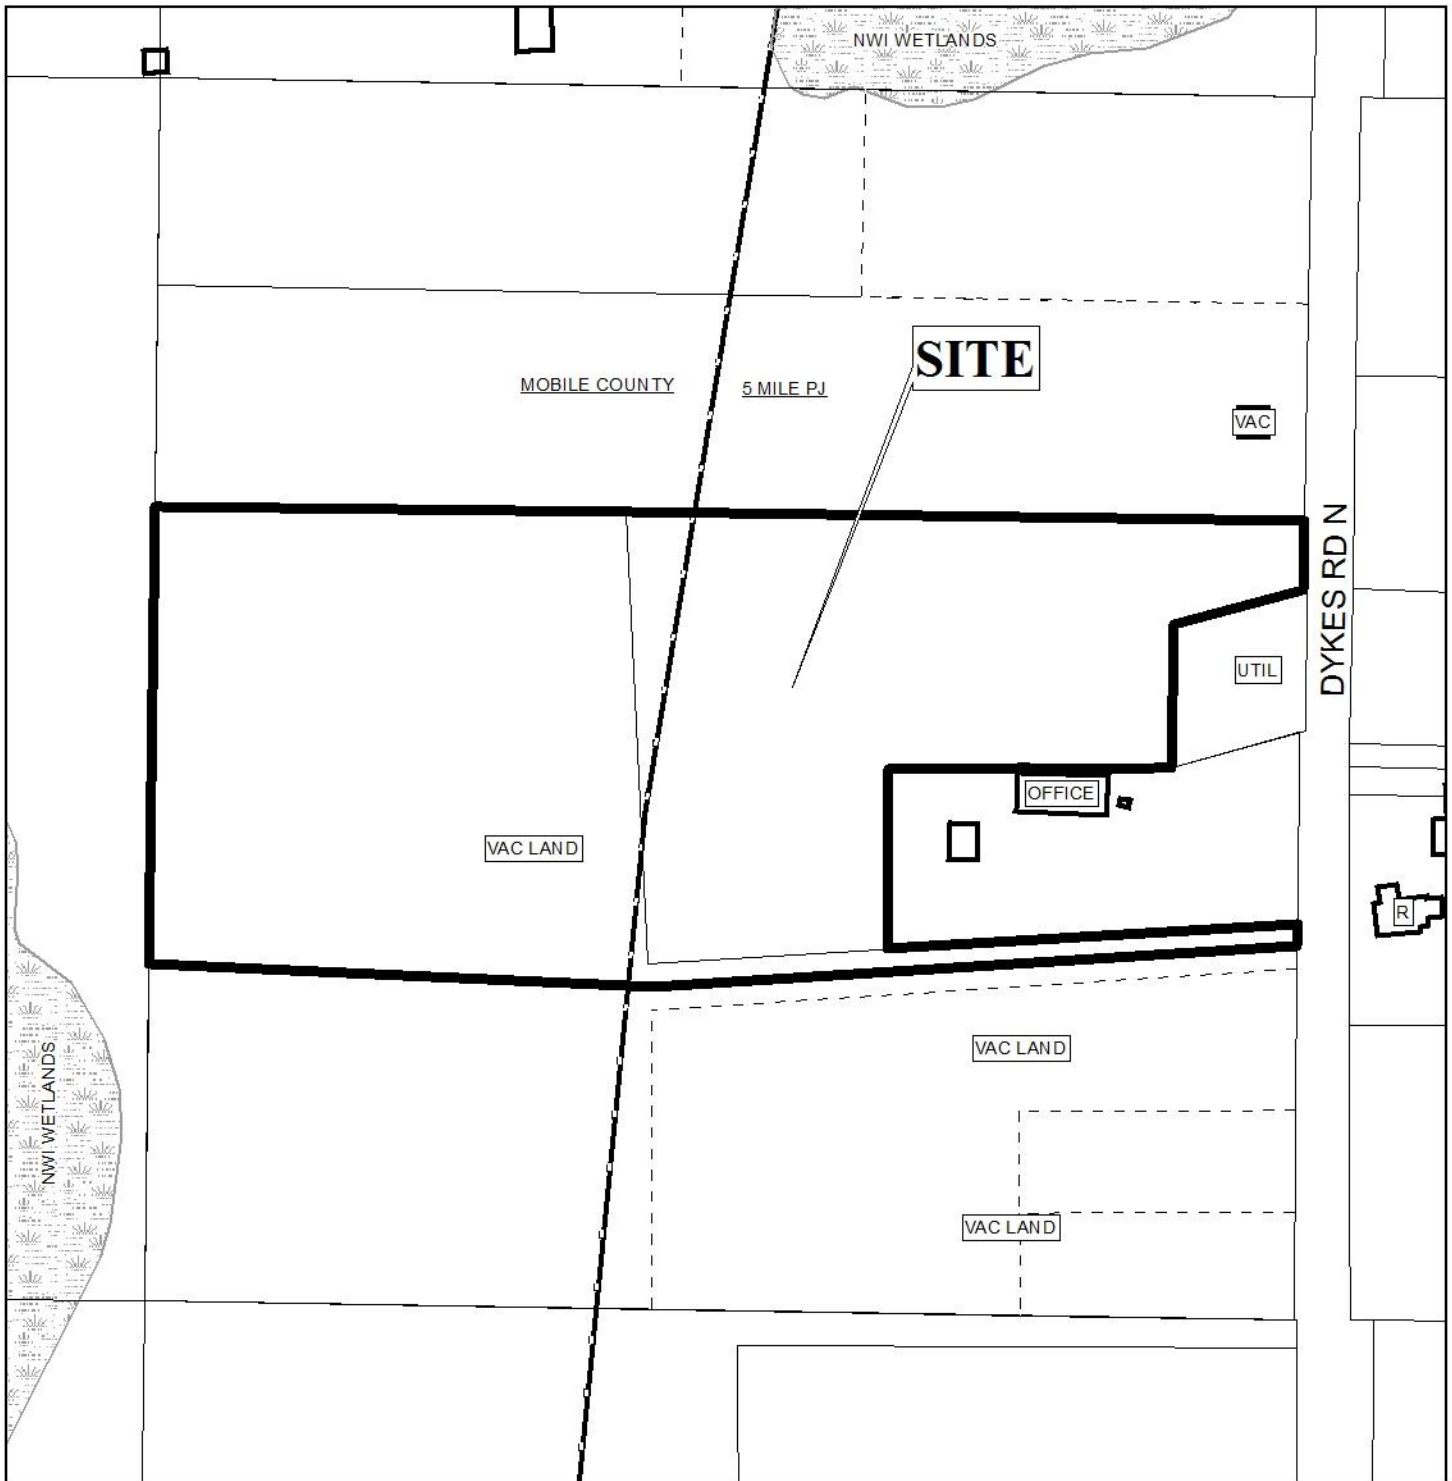 NWI WETLANDS
SITE
MOBILE COUNTY
5 MILE PJ
VAC
DYKES RD N
UTIL
OFFICE
VAC LAND
R
VAC LAND
NWI WETLANDS
VAC LAND